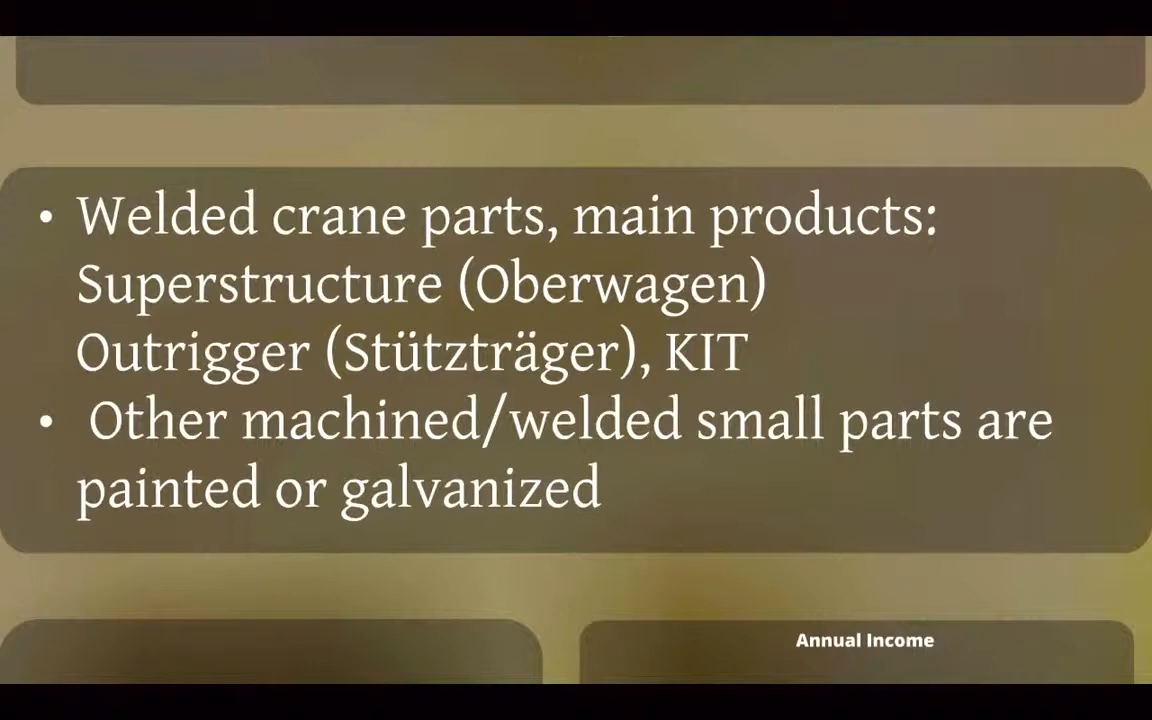 • Welded crane parts, main products:
Superstructure (Oberwagen)
Outrigger (Stützträger), KIT
• Other machined/welded small parts are
painted or galvanized
Annual Income